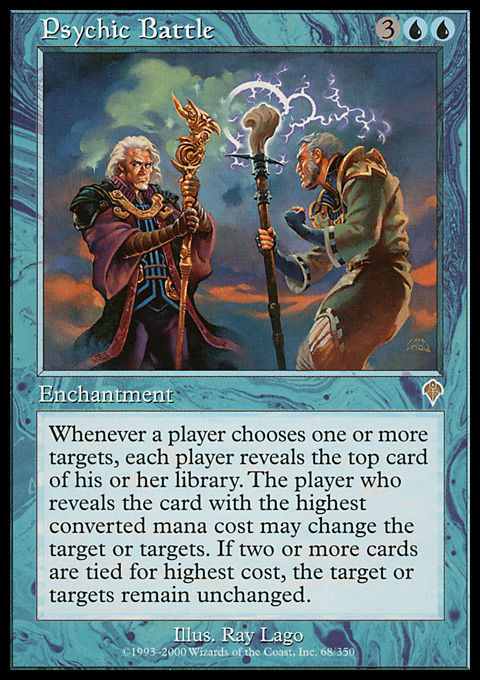 Psychic Battle 3
Enchantment
Whenever a player chooses one or more
targets, each player reveals the top card
of his or her library. The player who
reveals the card with the highest
converted mana cost may change the
target or targets. If two or more cards
are tied for highest cost, the target or
targets remain unchanged.
Illus. Ray Lago
©1993–2000 Wizards of the Coast, Inc. 68/350